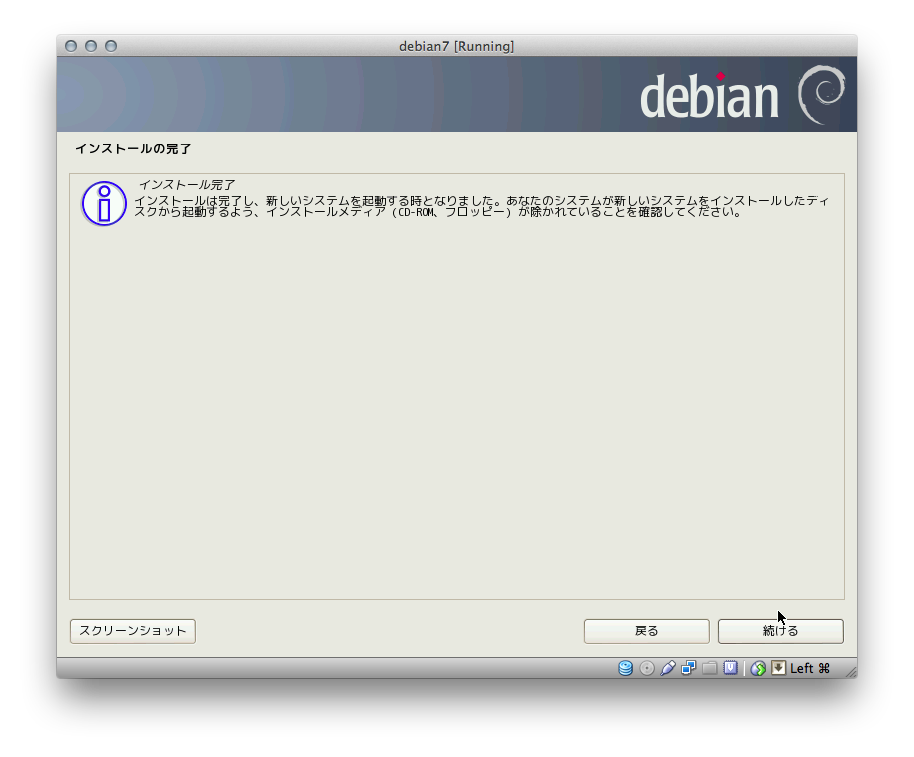 debian7 [Running]
debian
インストールの完了
インストール完了
インストールは完了し、新しいシステムを起動する時となりました。あなたのシステムが新しいシステムをインストールしたディ
スクから起動するよう、インストールメディア (CD-ROM、フロッピー) が除かれていることを確認してください。
スクリーンショット
戻る
続ける
Left ⌘